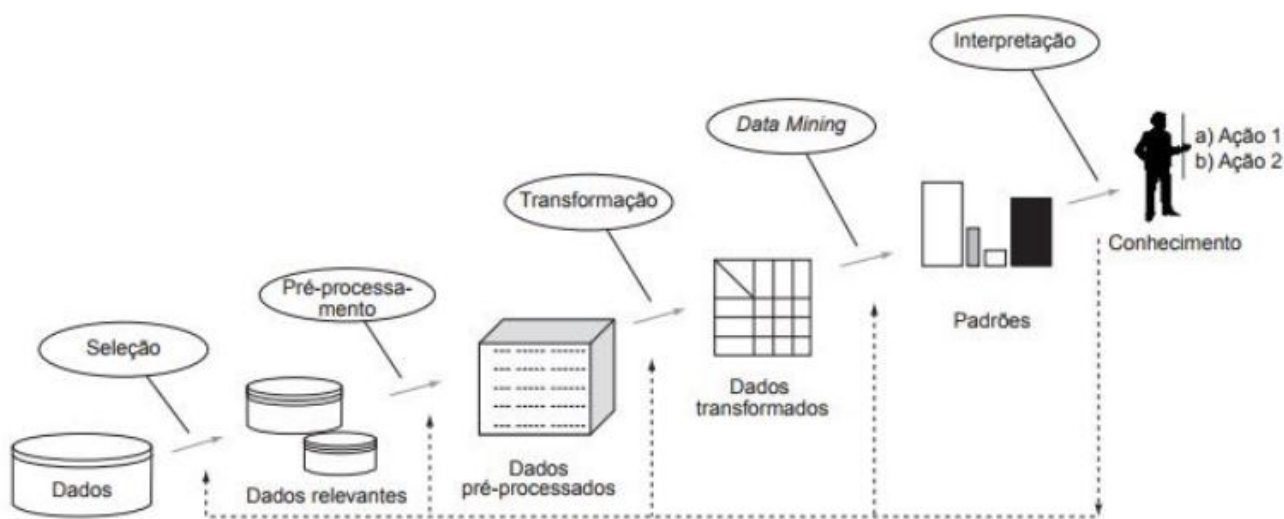 Interpretação
a) Ação 1
b) Ação 2
Conhecimento
Data Mining
Padrões
Transformação
Dados
transformados
Pré-processa-
mento
Dados
pré-processados
Seleção
Dados relevantes
Dados